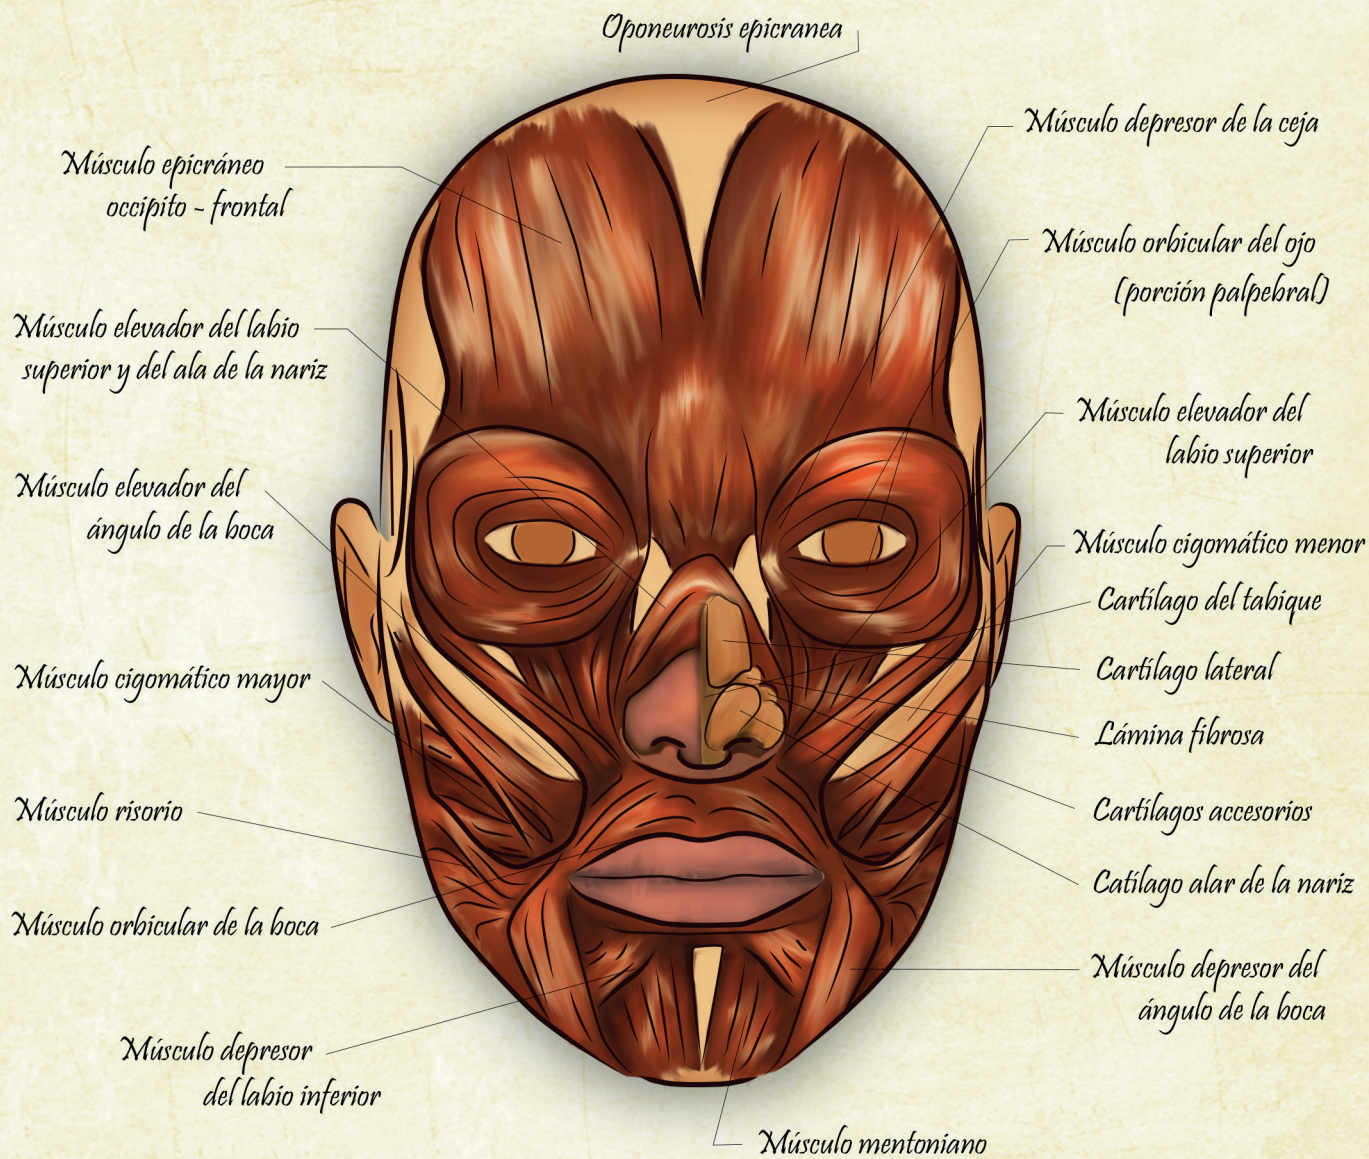 Oponeurosis epicranea
Músculo epicráneo
occipito - frontal
Músculo elevador del labio
superior y del ala de la nariz
Músculo elevador del
ángulo de la boca
Músculo cigomático mayor
Músculo risorio
Músculo orbicular de la boca
Músculo depresor
del labio inferior
Músculo depresor de la ceja
Músculo orbicular del ojo
(porción palpebral)
Músculo elevador del
labio superior
Músculo cigomático menor
Cartílago del tabique
Cartílago lateral
Lámina fibrosa
Cartílagos accesorios
Catílago alar de la nariz
Músculo depresor del
ángulo de la boca
Músculo mentoniano